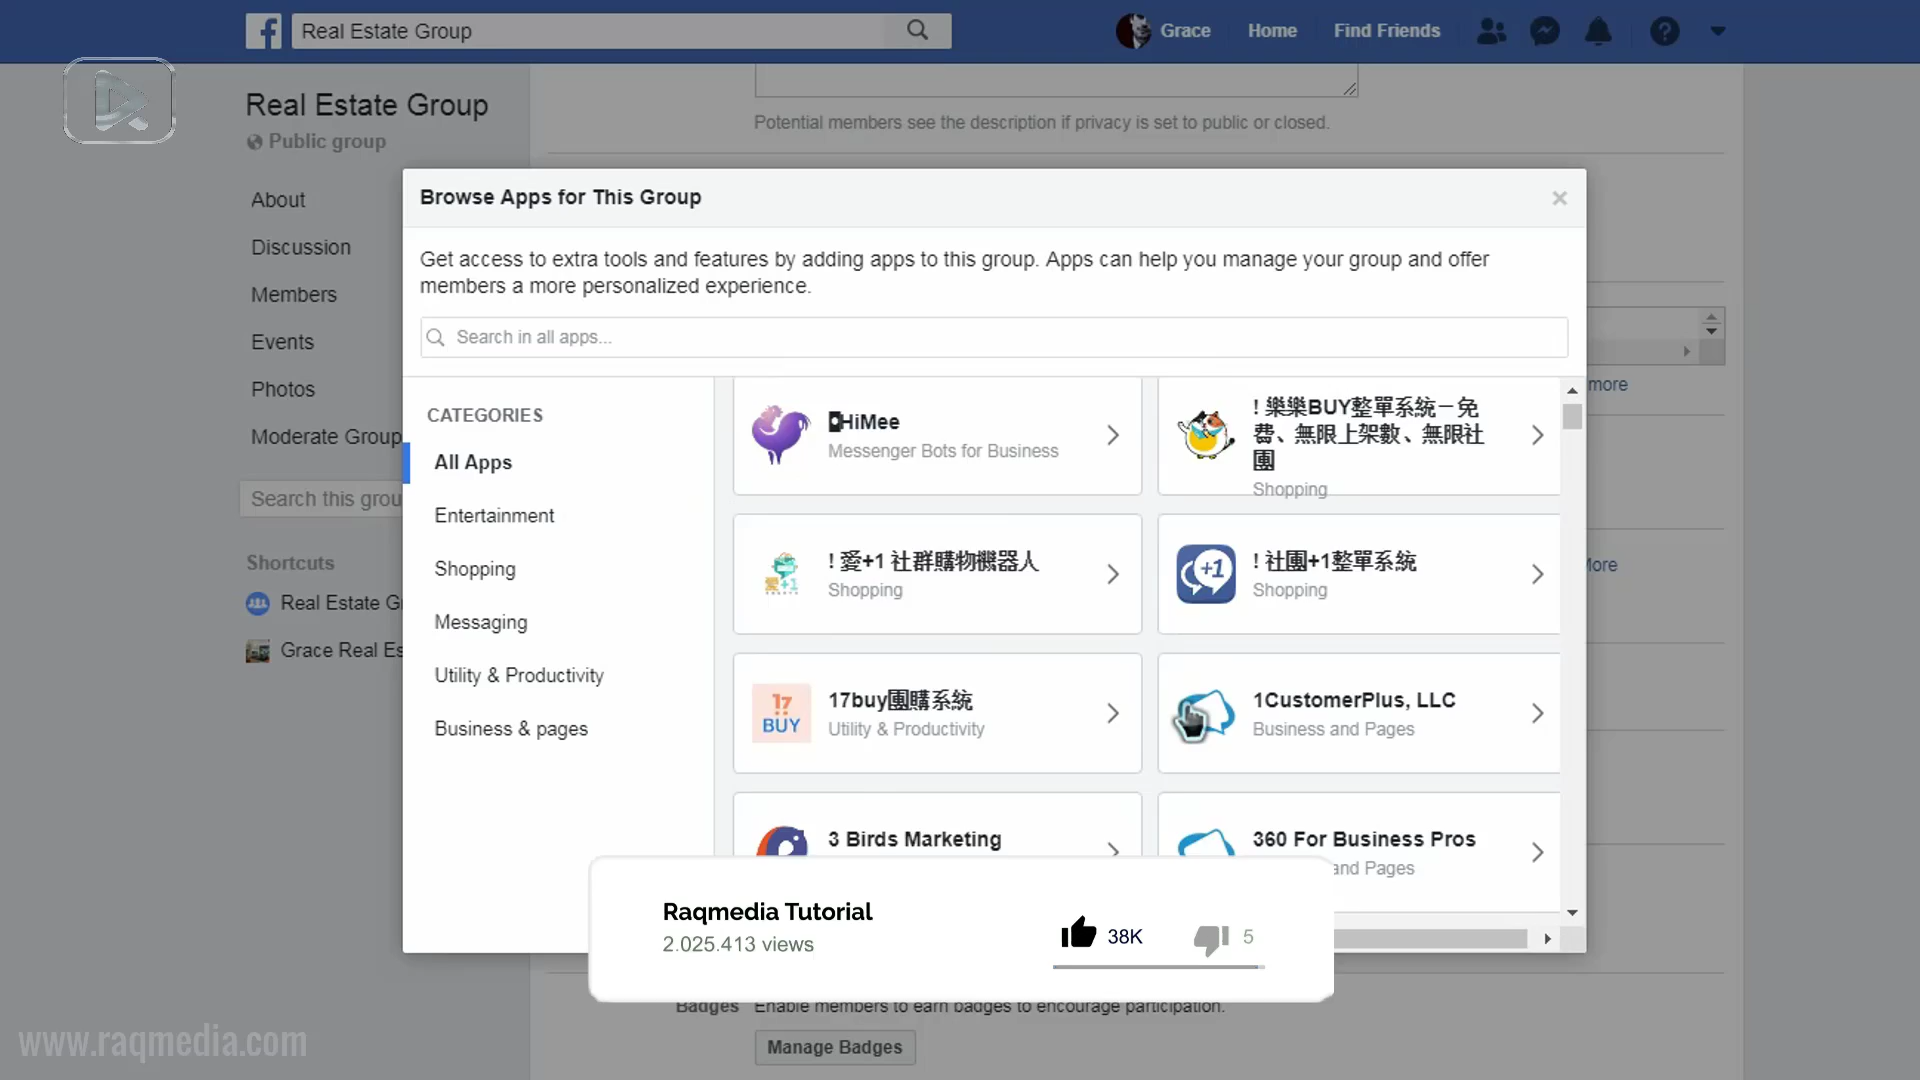 Real Estate Group
Grace
Home
Find Friends
Real Estate Group
Public group
About
Discussion
Members
Events
Photos
Moderate Group
Search this grou
Shortcuts
Real Estate G
Grace Real Es
Potential members see the description if privacy is set to public or closed.
Browse Apps for This Group
Get access to extra tools and features by adding apps to this group. Apps can help you manage your group and offer
members a more personalized experience.
Search in all apps...
CATEGORIES
All Apps
Entertainment
Shopping
Messaging
Utility & Productivity
Business & pages
HiMee
Messenger Bots for Business
! 樂樂BUY整單系統－免
費、無限上架數、無限社
團
Shopping
! 愛+1 社群購物機器人
Shopping
! 社團+1整單系統
Shopping
17 BUY
17buy團購系統
Utility & Productivity
1CustomerPlus, LLC
Business and Pages
3 Birds Marketing
360 For Business Pros
and Pages
more
More
Raqmedia Tutorial
2.025.413 views
38K
5
Badges
Enable members to earn badges to encourage participation.
Manage Badges
www.raqmedia.com